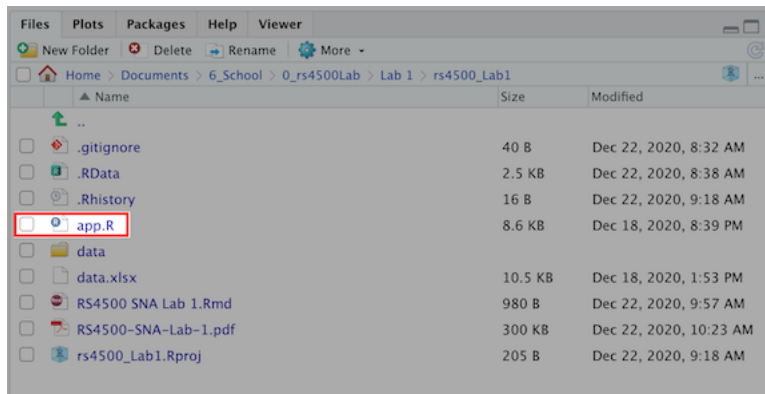 Files Plots Packages Help Viewer
New Folder Delete Rename More
Home > Documents > 6_School > 0_rs4500Lab > Lab 1 > rs4500_Lab1 ...
Name Size Modified
..
.gitignore 40 B Dec 22, 2020, 8:32 AM
.RData 2.5 KB Dec 22, 2020, 8:38 AM
.Rhistory 16 B Dec 22, 2020, 9:18 AM
app.R 8.6 KB Dec 18, 2020, 8:39 PM
data
data.xlsx 10.5 KB Dec 18, 2020, 1:53 PM
RS4500 SNA Lab 1.Rmd 980 B Dec 22, 2020, 9:57 AM
RS4500-SNA-Lab-1.pdf 300 KB Dec 22, 2020, 10:23 AM
rs4500_Lab1.Rproj 205 B Dec 22, 2020, 9:18 AM